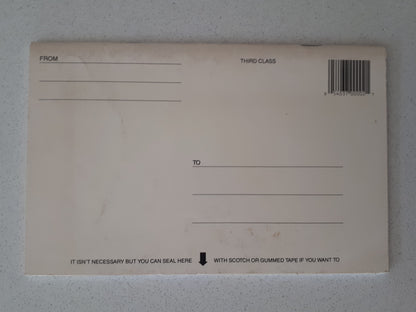 FROM
THIRD CLASS
TO
IT ISN'T NECESSARY BUT YOU CAN SEAL HERE WITH SCOTCH OR GUMMED TAPE IF YOU WANT TO